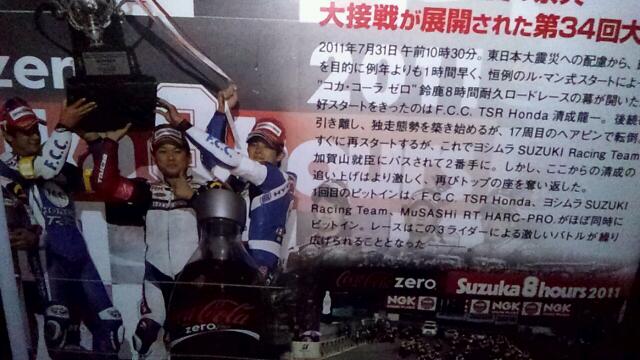 大接戦が展開された第34回大
2011年7月31日午前10時30分。東日本大震災への配慮から、
を目的に例年よりも1時間早く、恒例のル・マン式スタートによ
"コカ・コーラ ゼロ"鈴鹿8時間耐久ロードレースの幕が開いた
好スタートをきったのはF.C.C. TSR Honda 清成龍一。後続
引き離し、独走態勢を築き始めるが、17周目のヘアピンで転倒
すぐに再スタートするが、これでヨシムラ SUZUKI Racing Team
加賀山就臣にパスされて2番手に。しかし、ここからの清成の
追い上げはより激しく、再びトップの座を奪い返した。
1回目のピットインは、F.C.C. TSR Honda、ヨシムラ SUZUKI
Racing Team、MuSASHi RT HARC-PRO.がほぼ同時に
ピットイン。レースはこの3ライダーによる激しいバトルが繰り
広げられることとなった
zero
F.C.C.
Coca-Cola
zero
Coca-Cola zero
Suzuka 8hours 2011
NGK
NGK
NGK